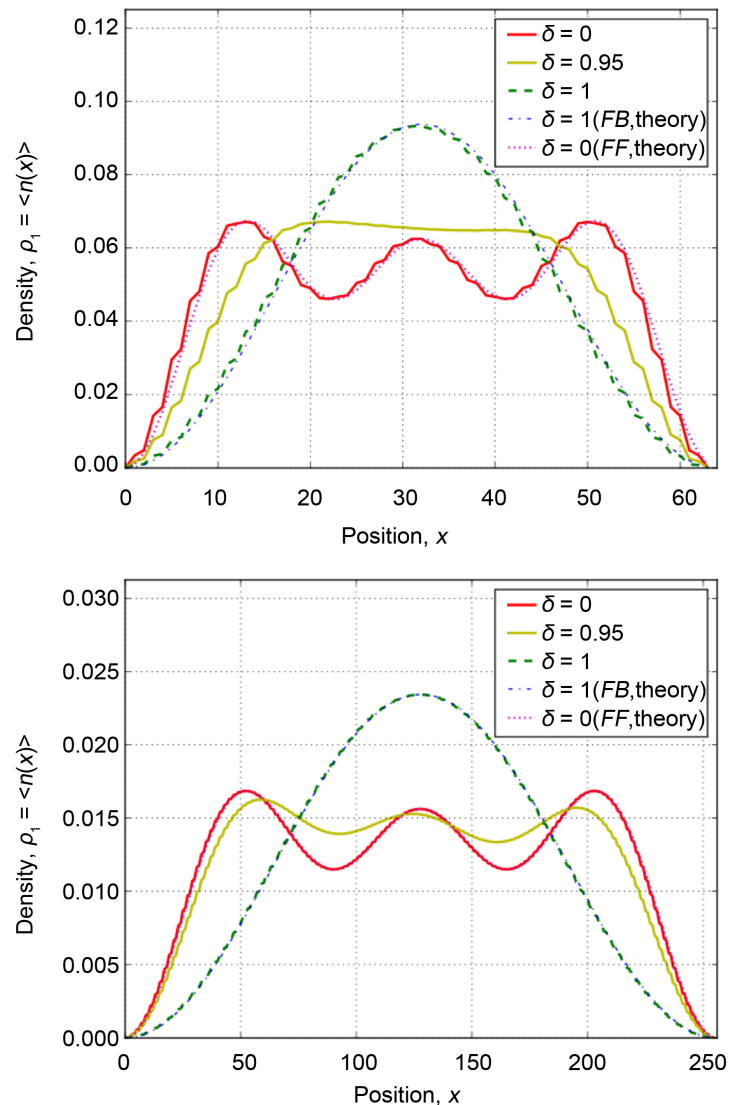 0.12
0.10
0.08
0.06
0.04
0.02
0.00
Density, ρ₁ = <n(x)>
δ = 0
δ = 0.95
δ = 1
δ = 1(FB,theory)
δ = 0(FF,theory)
0 10 20 30 40 50 60
Position, x
0.030
0.025
0.020
0.015
0.010
0.005
0.000
Density, ρ₁ = <n(x)>
δ = 0
δ = 0.95
δ = 1
δ = 1(FB,theory)
δ = 0(FF,theory)
0 50 100 150 200 250
Position, x